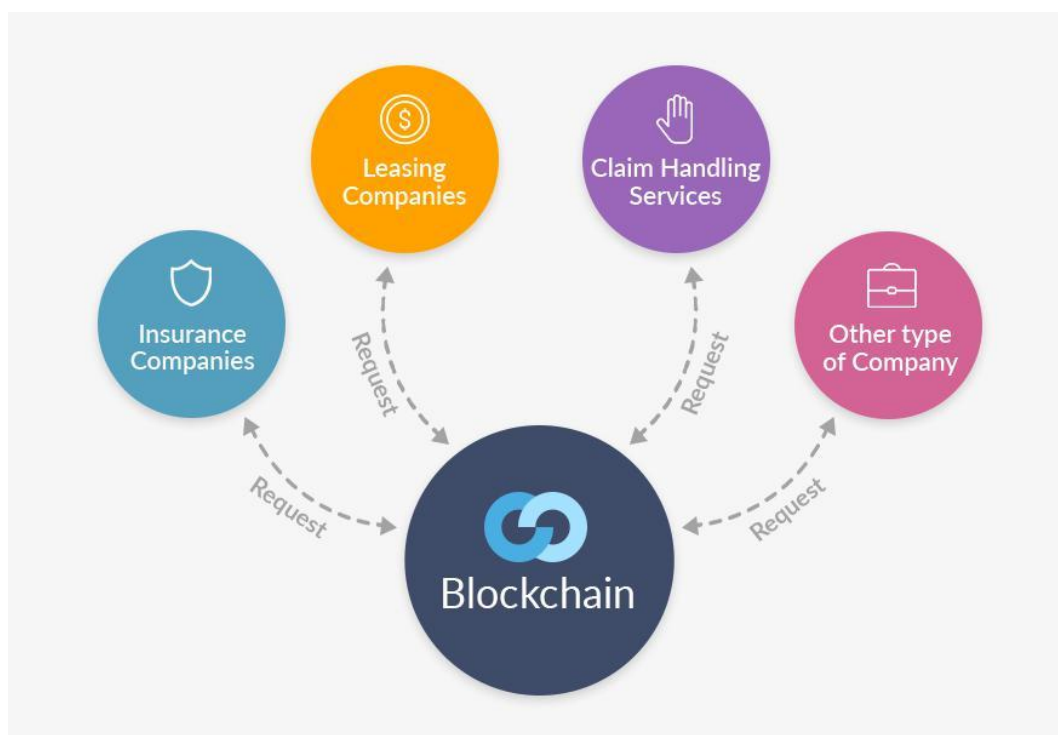 $
Leasing
Companies
Claim Handling
Services
Insurance
Companies
Other type
of Company
Request
Request
Request
Request
Blockchain